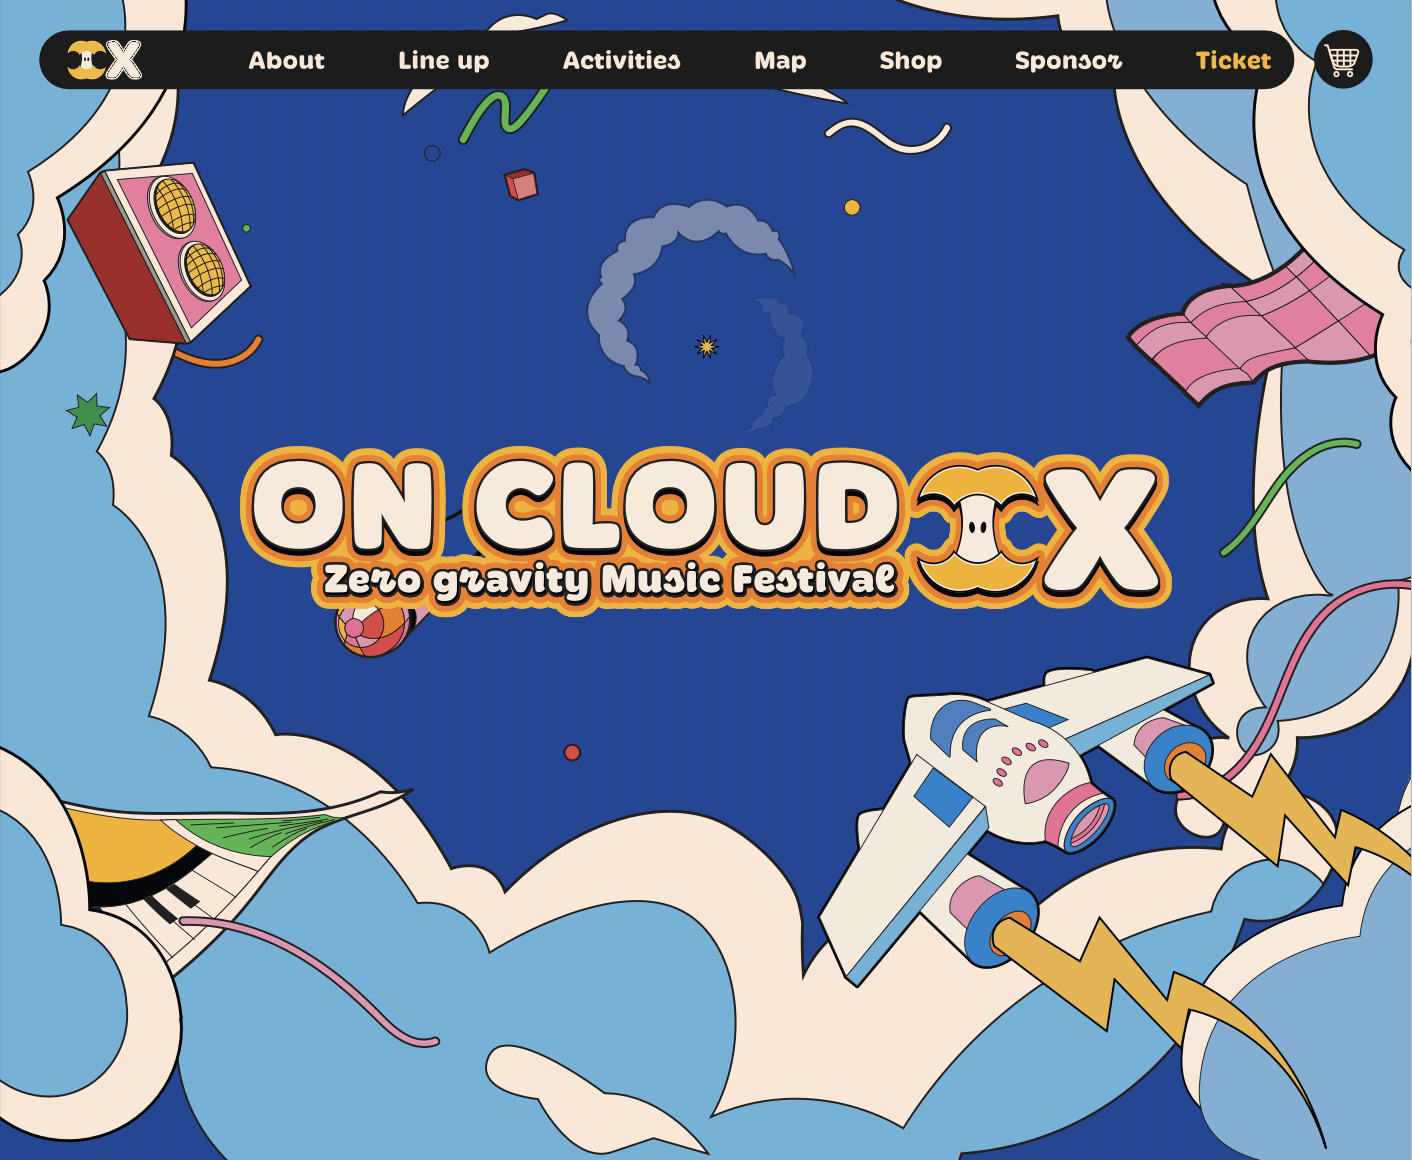 X
About
Line up
Activities
Map
Shop
Sponsor
Ticket
ON CLOUD X
Zero gravity Music Festival